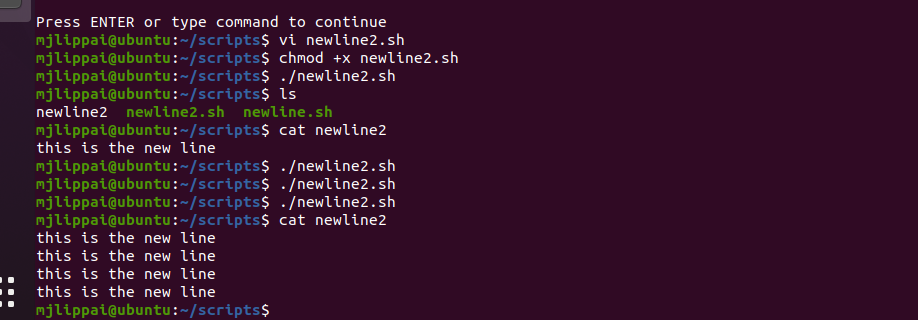 Press ENTER or type command to continue
mjlippai@ubuntu:~/scripts$ vi newline2.sh
mjlippai@ubuntu:~/scripts$ chmod +x newline2.sh
mjlippai@ubuntu:~/scripts$ ./newline2.sh
mjlippai@ubuntu:~/scripts$ ls
newline2  newline2.sh  newline.sh
mjlippai@ubuntu:~/scripts$ cat newline2
this is the new line
mjlippai@ubuntu:~/scripts$ ./newline2.sh
mjlippai@ubuntu:~/scripts$ ./newline2.sh
mjlippai@ubuntu:~/scripts$ ./newline2.sh
mjlippai@ubuntu:~/scripts$ cat newline2
this is the new line
this is the new line
this is the new line
this is the new line
mjlippai@ubuntu:~/scripts$